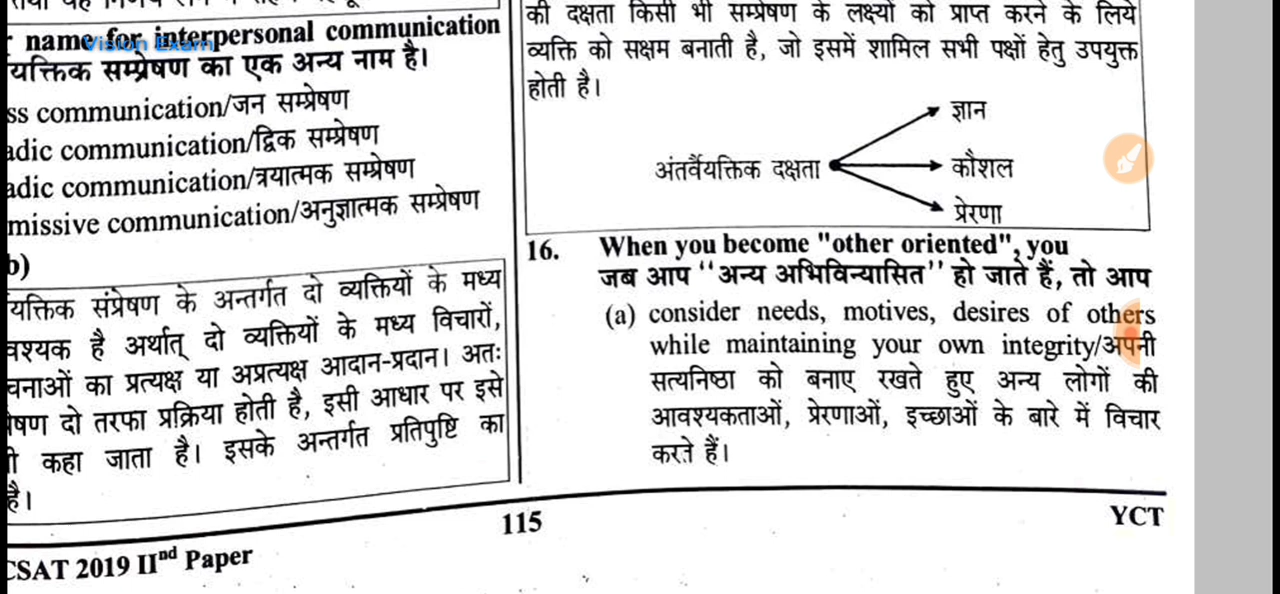 name for interpersonal communication
Vision Exam
यक्तिक सम्प्रेषण का एक अन्य नाम है।
ss communication/जन सम्प्रेषण
adic communication/द्विक सम्प्रेषण
adic communication/त्रयात्मक सम्प्रेषण
missive communication/अनुज्ञात्मक सम्प्रेषण
b)
यक्तिक संप्रेषण के अन्तर्गत दो व्यक्तियों के मध्य
वश्यक है अर्थात् दो व्यक्तियों के मध्य विचारों,
चनाओं का प्रत्यक्ष या अप्रत्यक्ष आदान-प्रदान। अतः
षण दो तरफा प्रक्रिया होती है, इसी आधार पर इसे
कहा जाता है। इसके अन्तर्गत प्रतिपुष्टि का
है।
की दक्षता किसी भी सम्प्रेषण के लक्ष्यों को प्राप्त करने के लिये
व्यक्ति को सक्षम बनाती है, जो इसमें शामिल सभी पक्षों हेतु उपयुक्त
होती है।
ज्ञान
अंतर्वैयक्तिक दक्षता
कौशल
प्रेरणा
16. When you become "other oriented", you
जब आप "अन्य अभिविन्यासित" हो जाते हैं, तो आप
(a) consider needs, motives, desires of others
while maintaining your own integrity/अपनी
सत्यनिष्ठा को बनाए रखते हुए अन्य लोगों की
आवश्यकताओं, प्रेरणाओं, इच्छाओं के बारे में विचार
करते हैं।
CSAT 2019 IInd Paper
115
YCT